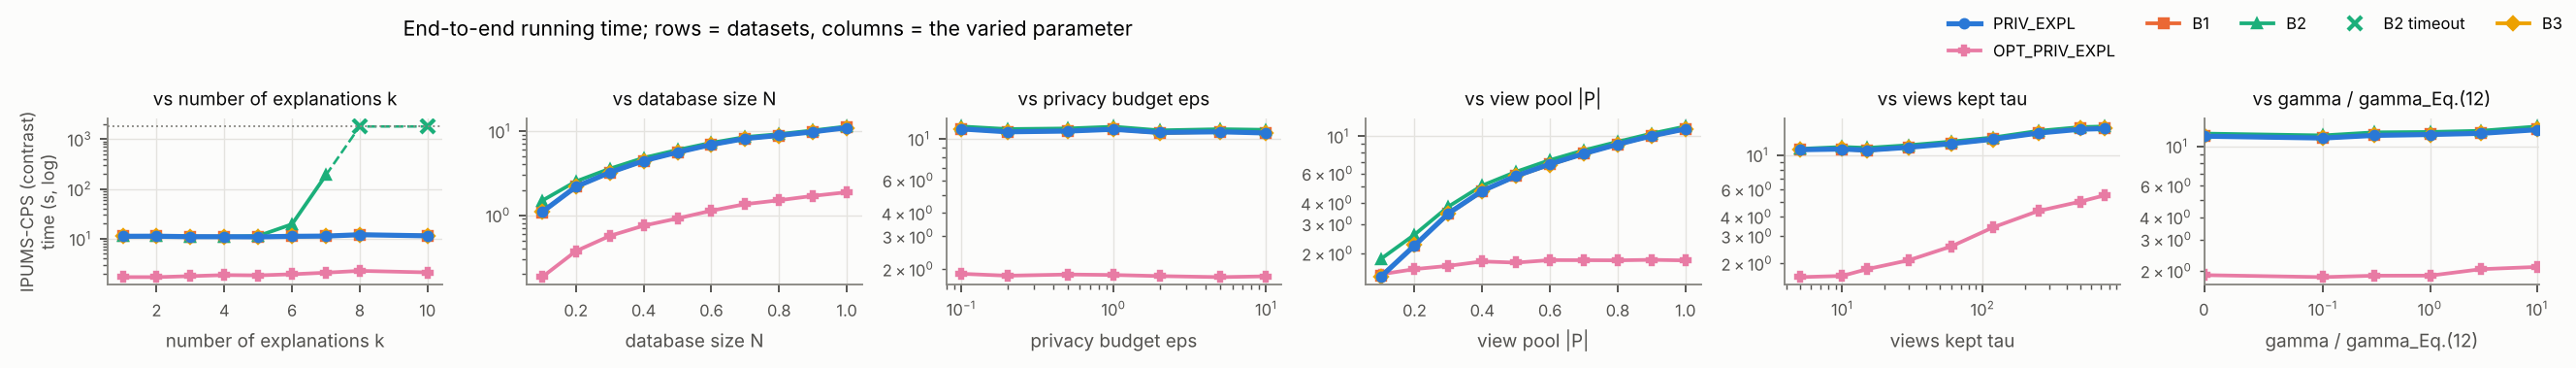 End-to-end running time; rows = datasets, columns = the varied parameter
PRIV_EXPL
B1
B2
B2 timeout
B3
OPT_PRIV_EXPL
vs number of explanations k
vs database size N
vs privacy budget eps
vs view pool |P|
vs views kept tau
vs gamma / gamma_Eq.(12)
IPUMS-CPS (contrast)
time (s, log)
10³
10²
10¹
2 4 6 8 10
number of explanations k
10¹
10⁰
0.2 0.4 0.6 0.8 1.0
database size N
10¹
6 × 10⁰
4 × 10⁰
3 × 10⁰
2 × 10⁰
10⁻¹ 10⁰ 10¹
privacy budget eps
10¹
6 × 10⁰
4 × 10⁰
3 × 10⁰
2 × 10⁰
0.2 0.4 0.6 0.8 1.0
view pool |P|
10¹
6 × 10⁰
4 × 10⁰
3 × 10⁰
2 × 10⁰
10¹ 10²
views kept tau
10¹
6 × 10⁰
4 × 10⁰
3 × 10⁰
2 × 10⁰
0 10⁻¹ 10⁰ 10¹
gamma / gamma_Eq.(12)